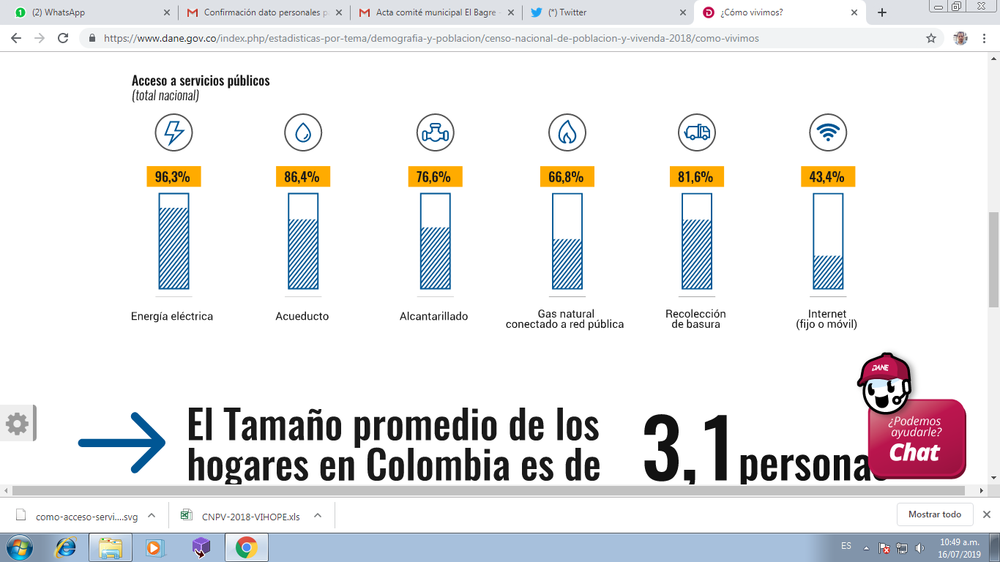 (2) WhatsApp
Confirmación dato personales p
Acta comité municipal El Bagre
(*) Twitter
¿Cómo vivimos?
https://www.dane.gov.co/index.php/estadisticas-por-tema/demografia-y-poblacion/censo-nacional-de-poblacion-y-vivenda-2018/como-vivimos
Acceso a servicios públicos
(total nacional)
96,3% 86,4% 76,6% 66,8% 81,6% 43,4%
Energía eléctrica
Acueducto
Alcantarillado
Gas natural
conectado a red pública
Recolección
de basura
Internet
(fijo o móvil)
DANE
¿Podemos
ayudarle?
Chat
El Tamaño promedio de los
hogares en Colombia es de
3,1 persona
como-acceso-servi....svg
CNPV-2018-VIHOPE.xls
Mostrar todo
ES
10:49 a.m.
16/07/2019